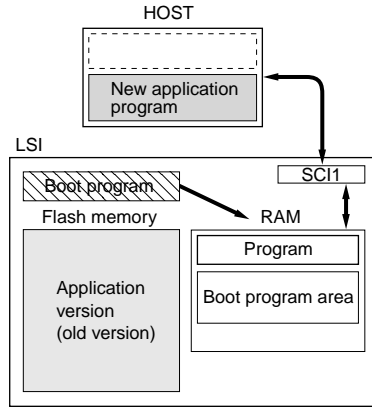 HOST
New application
program
LSI
SCI1
Boot program
Flash memory
RAM
Application
version
(old version)
Program
Boot program area